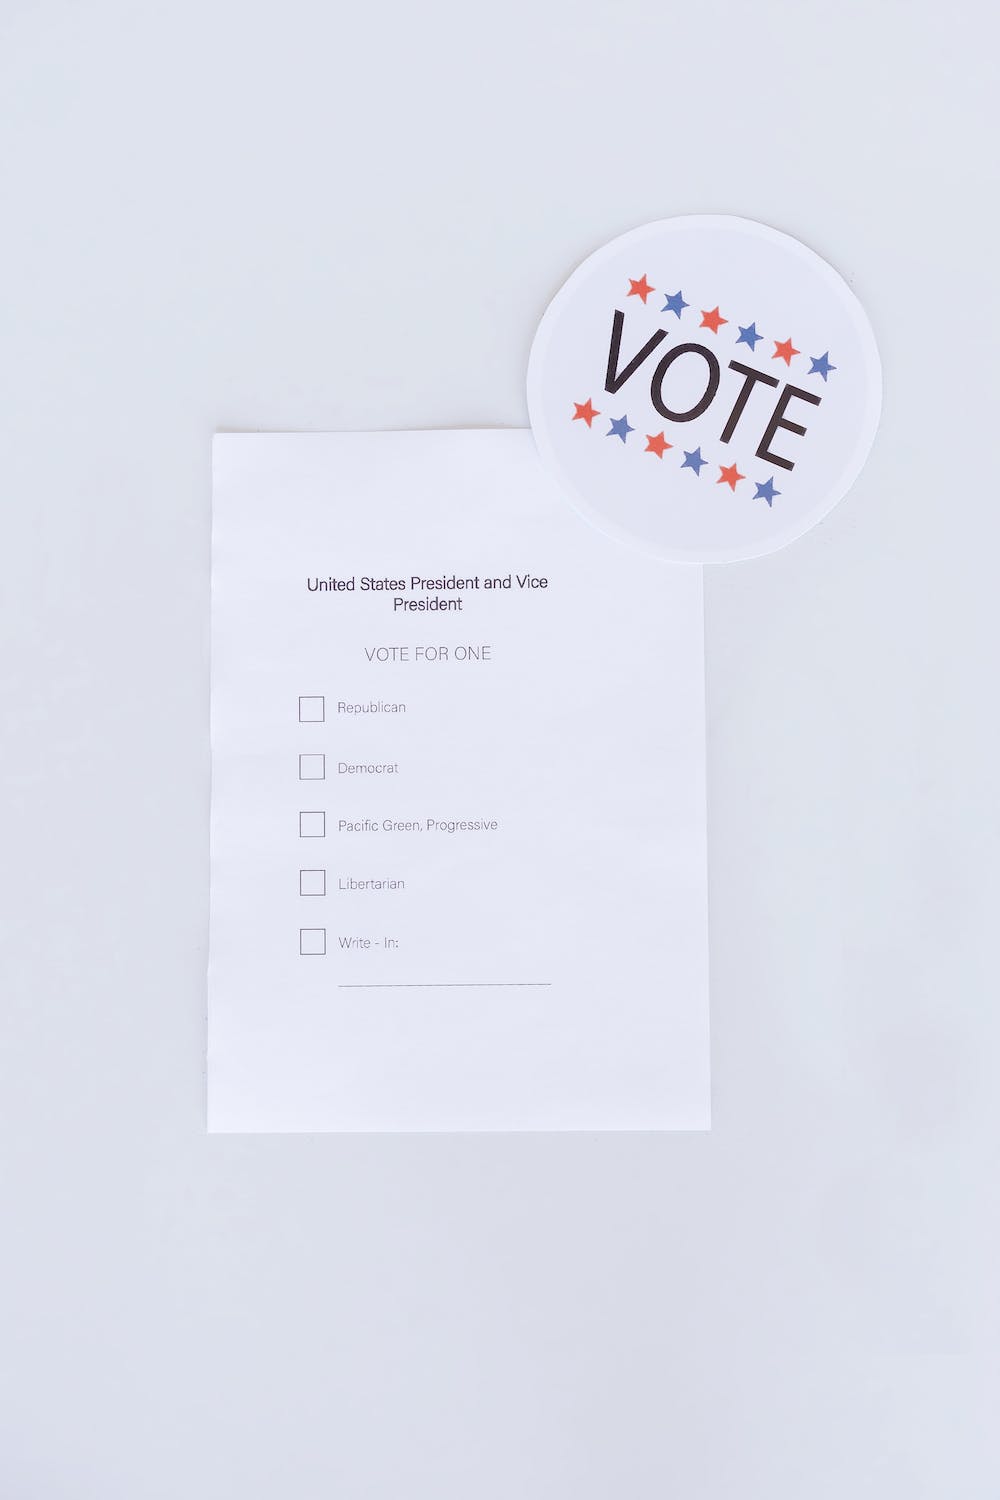 VOTE
United States President and Vice
President
VOTE FOR ONE
Republican
Democrat
Pacific Green, Progressive
Libertarian
Write - In: